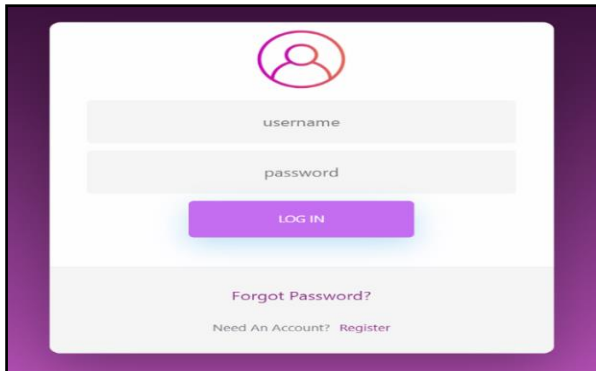 username
password
LOG IN
Forgot Password?
Need An Account? Register